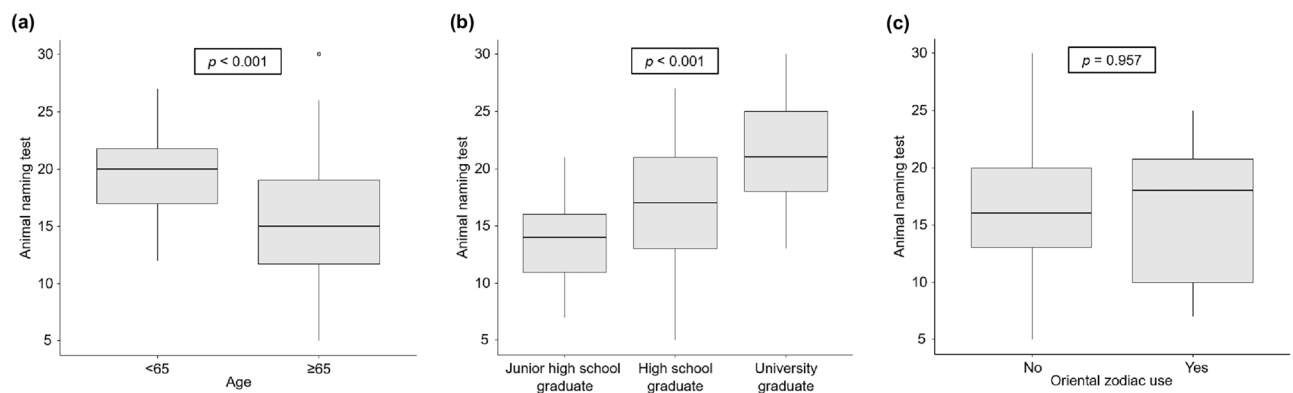 (a)
p < 0.001
30
25
20
15
10
5
Animal naming test
<65
≥65
Age
(b)
p < 0.001
30
25
20
15
10
5
Animal naming test
Junior high school
graduate
High school
graduate
University
graduate
(c)
p = 0.957
30
25
20
15
10
5
Animal naming test
No
Yes
Oriental zodiac use